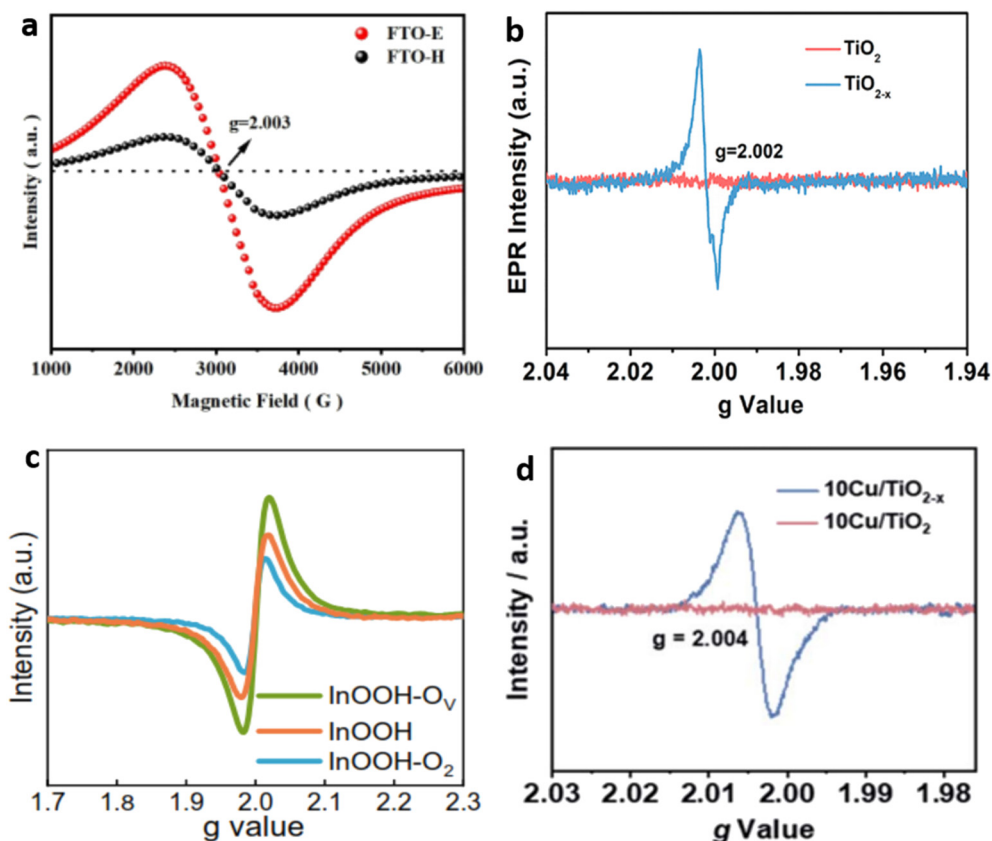 a
FTO-E
FTO-H
g=2.003
Intensity ( a.u. )
1000 2000 3000 4000 5000 6000
Magnetic Field ( G )
b
TiO2
TiO2-x
g=2.002
EPR Intensity (a.u.)
2.04 2.02 2.00 1.98 1.96 1.94
g Value
c
Intensity (a.u.)
InOOH-OV
InOOH
InOOH-O2
1.7 1.8 1.9 2.0 2.1 2.2 2.3
g value
d
10Cu/TiO2-x
10Cu/TiO2
g = 2.004
Intensity / a.u.
2.03 2.02 2.01 2.00 1.99 1.98
g Value